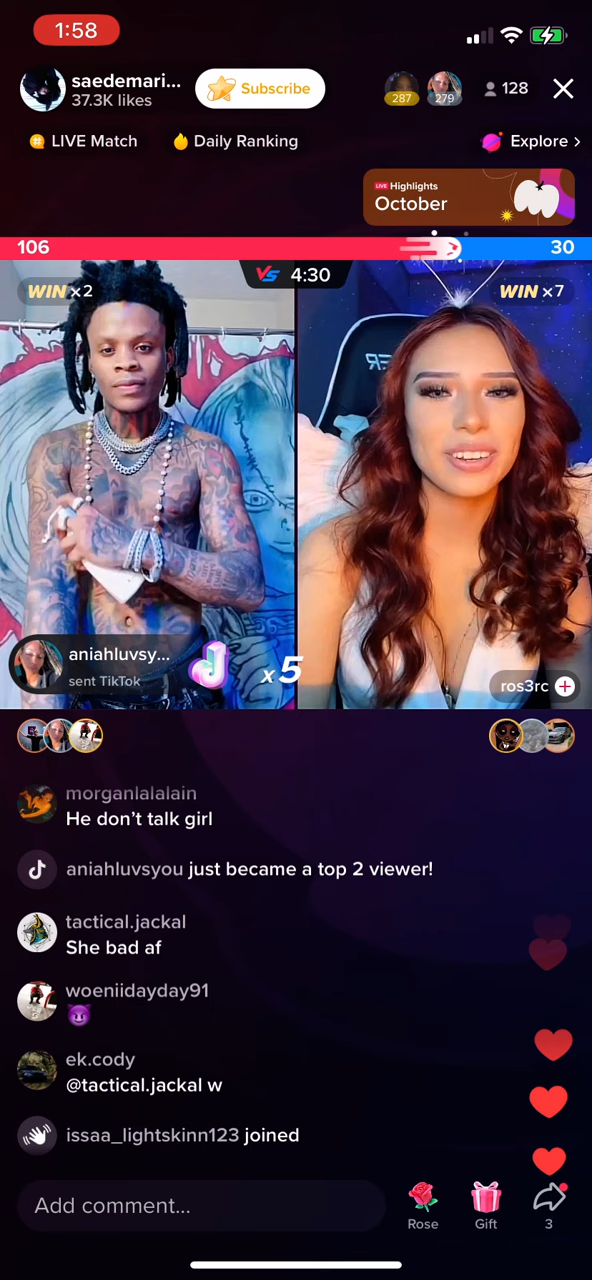 1:58
saedemari...
37.3K likes
Subscribe
287
279
128
LIVE Match
Daily Ranking
Explore >
LIVE Highlights
October
106
30
VS 4:30
WIN x2
WIN x7
aniahluvsy...
sent TikTok
x5
ros3rc
morganlalalain
He don't talk girl
aniahluvsyou just became a top 2 viewer!
tactical.jackal
She bad af
woeniidayday91
😈
ek.cody
@tactical.jackal w
issaa_lightskinn123 joined
Add comment...
Rose
Gift
3